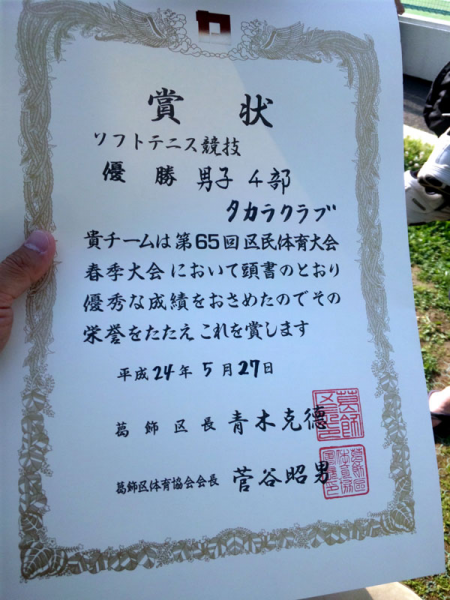 賞状
ソフトテニス競技
優勝 男子4部
タカラクラブ
貴チームは第65回区民体育大会
春季大会において頭書のとおり
優秀な成績をおさめたのでその
栄誉をたたえこれを賞します
平成24年5月27日
葛飾区長 青木克德
葛飾区体育協会会長 菅谷昭男